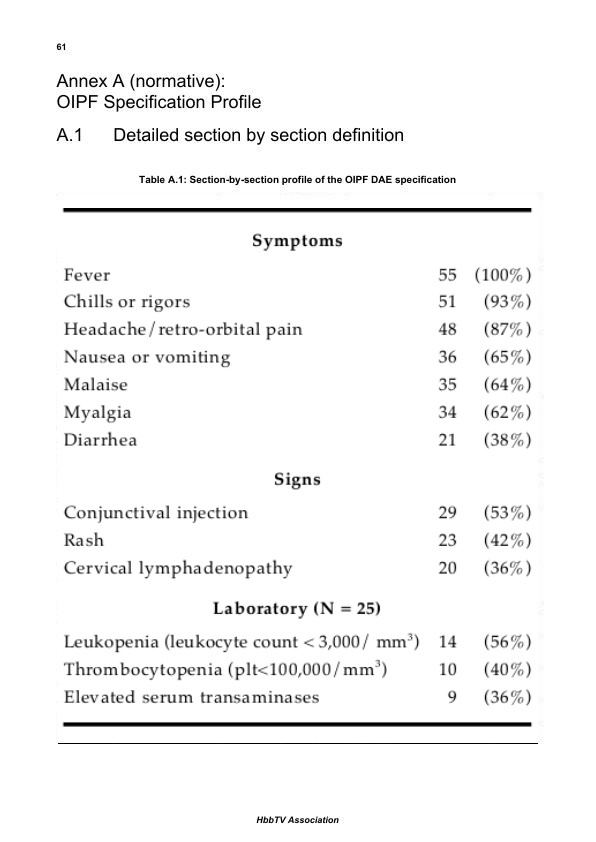 61
Annex A (normative):
OIPF Specification Profile
A.1 Detailed section by section definition
Table A.1: Section-by-section profile of the OIPF DAE specification
Symptoms
Fever 55 (100%)
Chills or rigors 51 (93%)
Headache/retro-orbital pain 48 (87%)
Nausea or vomiting 36 (65%)
Malaise 35 (64%)
Myalgia 34 (62%)
Diarrhea 21 (38%)
Signs
Conjunctival injection 29 (53%)
Rash 23 (42%)
Cervical lymphadenopathy 20 (36%)
Laboratory (N = 25)
Leukopenia (leukocyte count < 3,000/ mm³) 14 (56%)
Thrombocytopenia (plt<100,000/mm³) 10 (40%)
Elevated serum transaminases 9 (36%)
HbbTV Association